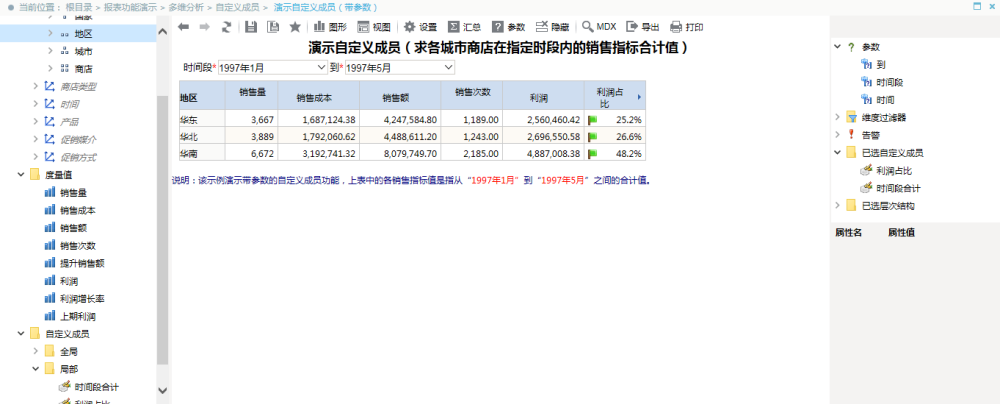 当前位置： 根目录 > 报表功能演示 > 多维分析 > 自定义成员 > 演示自定义成员（带参数）
国家
地区
城市
商店
商店类型
时间
产品
促销媒介
促销方式
度量值
销售量
销售成本
销售额
销售次数
提升销售额
利润
利润增长率
上期利润
自定义成员
全局
局部
时间段合计
利润占比
图形 视图 设置 汇总 参数 隐藏 MDX 导出 打印
演示自定义成员（求各城市商店在指定时段内的销售指标合计值）
时间段* 1997年1月 到* 1997年5月
地区 销售量 销售成本 销售额 销售次数 利润 利润占比
华东 3,667 1,687,124.38 4,247,584.80 1,189.00 2,560,460.42 25.2%
华北 3,889 1,792,060.62 4,488,611.20 1,243.00 2,696,550.58 26.6%
华南 6,672 3,192,741.32 8,079,749.70 2,185.00 4,887,008.38 48.2%
说明：该示例演示带参数的自定义成员功能，上表中的各销售指标值是指从“1997年1月”到“1997年5月”之间的合计值。
参数
到
时间段
时间
维度过滤器
告警
已选自定义成员
利润占比
时间段合计
已选层次结构
属性名 属性值